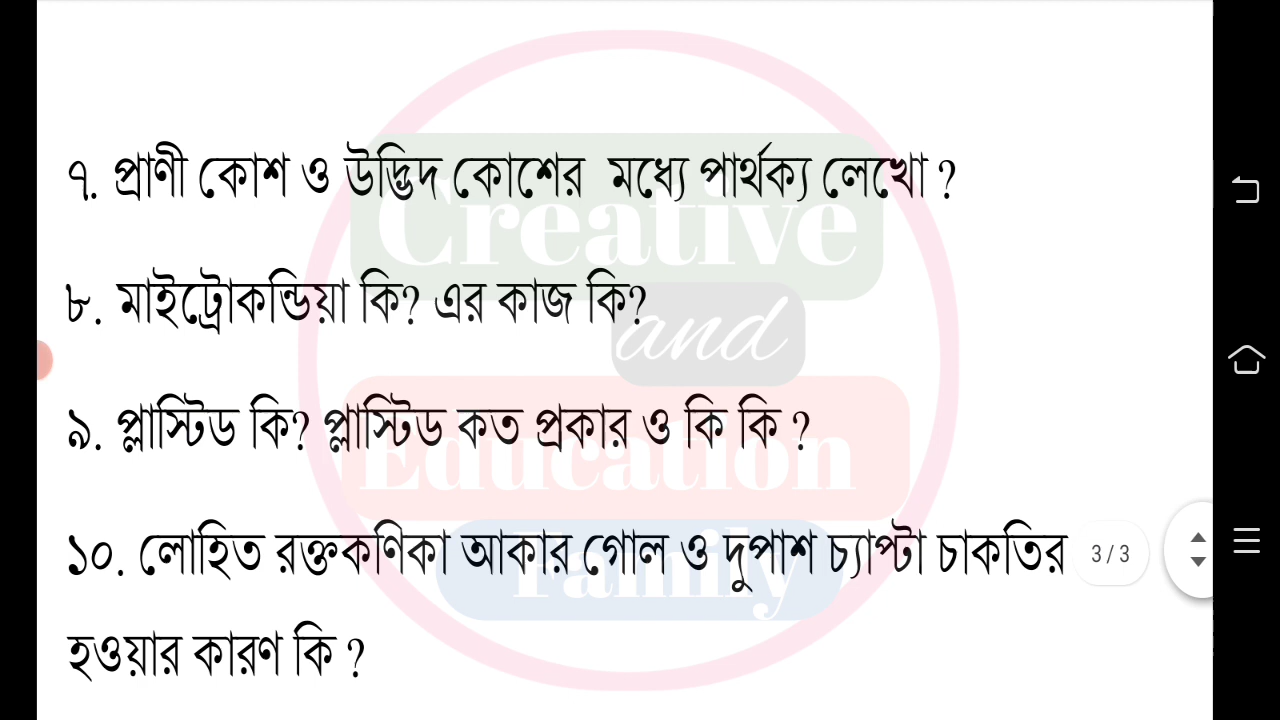 ৭. প্রাণী কোশ ও উদ্ভিদ কোশের মধ্যে পার্থক্য লেখো ?
৮. মাইট্রোকন্ডিয়া কি? এর কাজ কি?
৯. প্লাস্টিড কি? প্লাস্টিড কত প্রকার ও কি কি ?
১০. লোহিত রক্তকণিকা আকার গোল ও দুপাশ চ্যাপ্টা চাকতির
হওয়ার কারণ কি ?
3 / 3
Creative
and
Education
Family